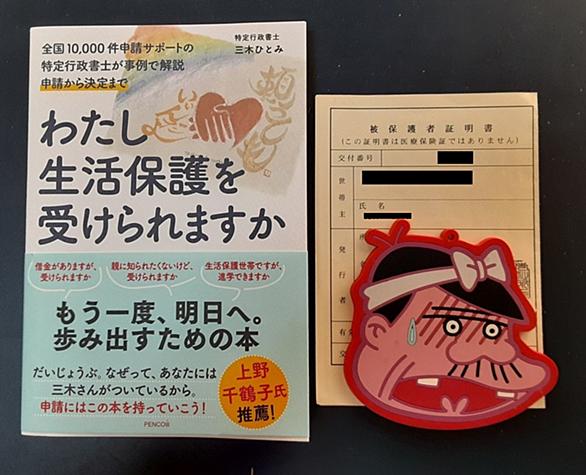 全国10,000件申請サポートの
特定行政書士が事例で解説
申請から決定まで
特定行政書士
三木ひとみ
わたし
生活保護を
受けられますか
借金がありますが、
受けられますか
親に知られたくないけど、
受けられますか
生活保護世帯ですが、
進学できますか
もう一度、明日へ。
歩み出すための本
だいじょうぶ。なぜって、あなたには
三木さんがついているから。
申請にはこの本を持っていこう！
上野
千鶴子氏
推薦！
PENCOM
被保護者証明書
(この証明書は医療保険証ではありません)
交付番号
世
帯
主
氏名
発
行
者